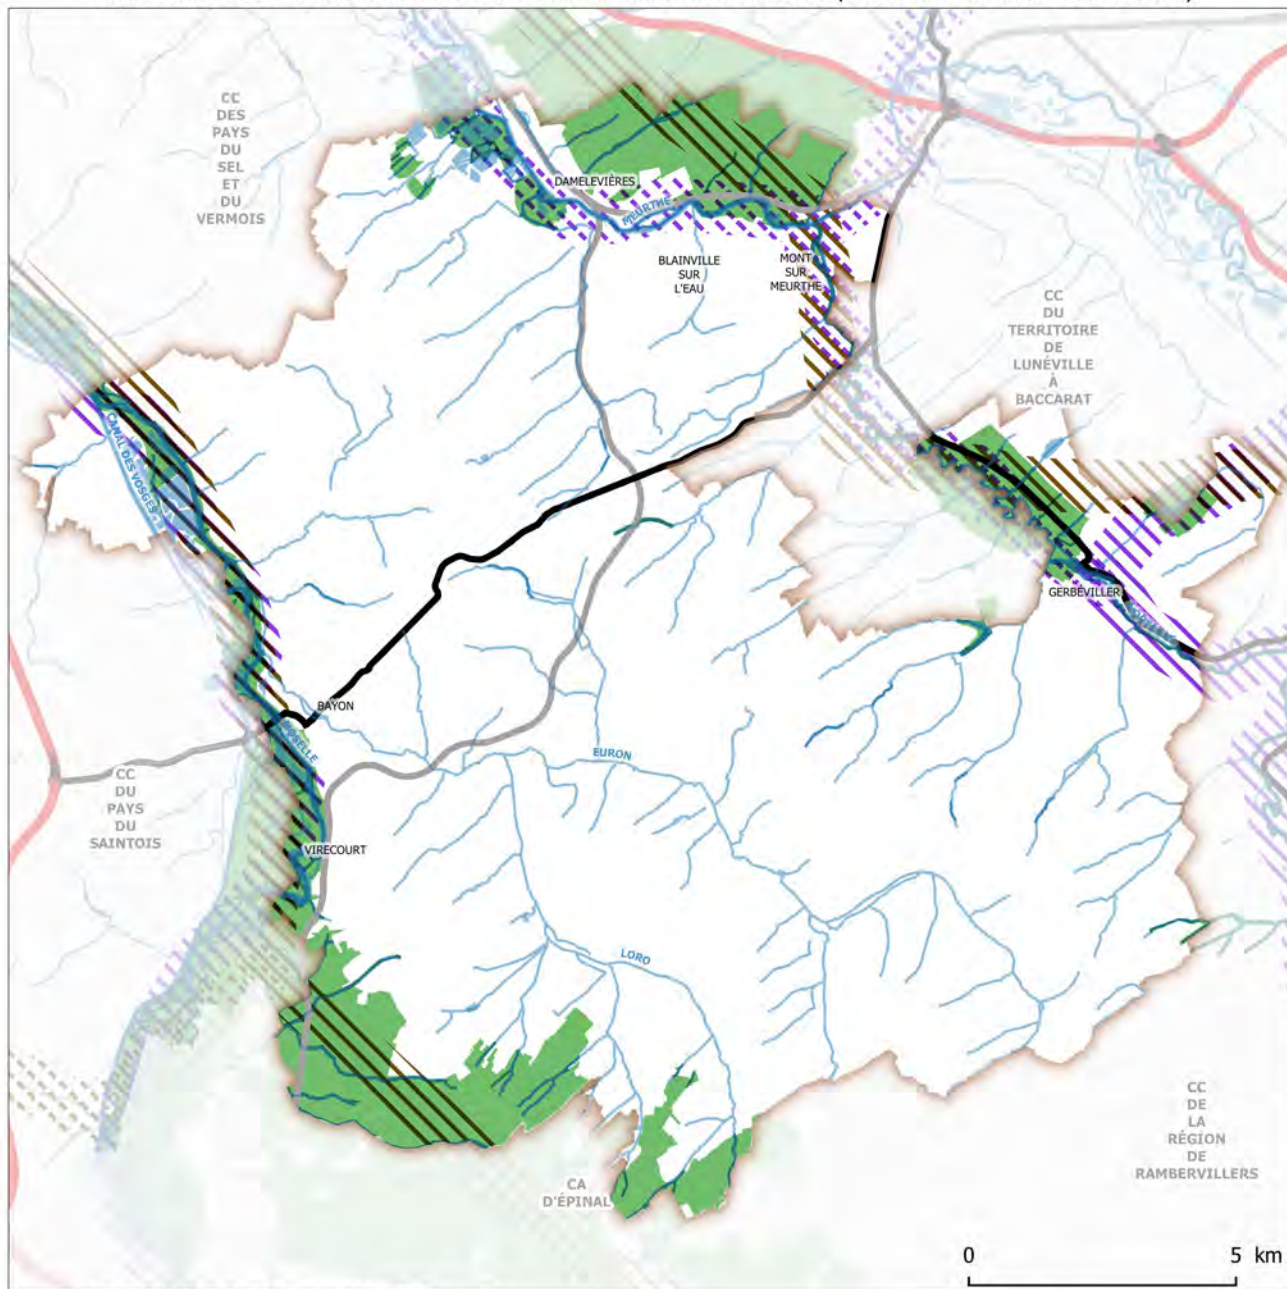 CC
DES
PAYS
DU
SEL
ET
DU
VERMOIS
DAMELEVIÈRES
MEURTHE
BLAINVILLE
SUR
L'EAU
MONT
SUR
MEURTHE
CC
DU
TERRITOIRE
DE
LUNÉVILLE
À
BACCARAT
CANAL DES VOSGES
GERBÉVILLER
BAYON
MOSELLE
EURON
CC
DU
PAYS
DU
SAINTOIS
VIRECOURT
LORO
CC
DE
LA
RÉGION
DE
RAMBERVILLERS
CA
D'ÉPINAL
0 5 km